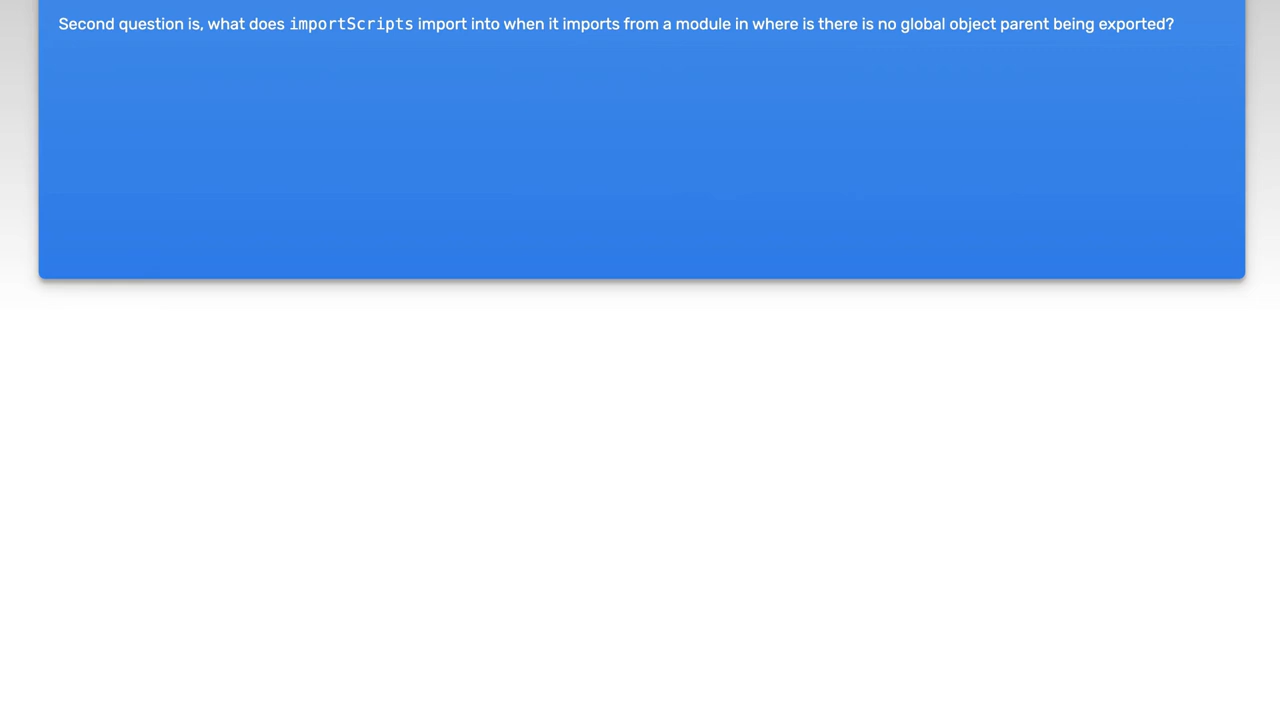 Second question is, what does importScripts import into when it imports from a module in where is there is no global object parent being exported?